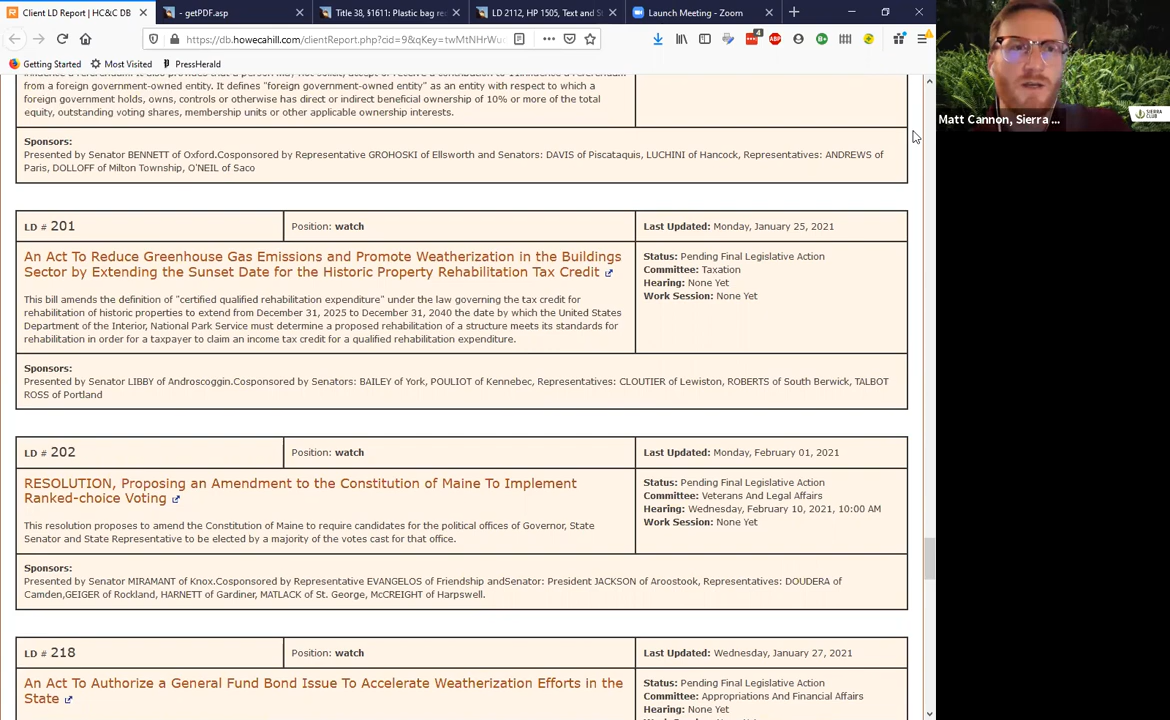 Client LD Report | HC&C DB
- getPDF.asp
Title 38, §1611: Plastic bag re
LD 2112, HP 1505, Text and St
Launch Meeting - Zoom
https://db.howecahill.com/clientReport.php?cid=9&qKey=twMtNHrWu
4
ABP
Getting Started
Most Visited
PressHerald
influence a referendum. It also provides that a person may not solicit, accept or receive a contribution to influence a referendum
from a foreign government-owned entity. It defines "foreign government-owned entity" as an entity with respect to which a
foreign government holds, owns, controls or otherwise has direct or indirect beneficial ownership of 10% or more of the total
equity, outstanding voting shares, membership units or other applicable ownership interests.
Sponsors:
Presented by Senator BENNETT of Oxford.Cosponsored by Representative GROHOSKI of Ellsworth and Senators: DAVIS of Piscataquis, LUCHINI of Hancock, Representatives: ANDREWS of
Paris, DOLLOFF of Milton Township, O'NEIL of Saco
LD # 201
Position: watch
Last Updated: Monday, January 25, 2021
An Act To Reduce Greenhouse Gas Emissions and Promote Weatherization in the Buildings
Sector by Extending the Sunset Date for the Historic Property Rehabilitation Tax Credit
This bill amends the definition of "certified qualified rehabilitation expenditure" under the law governing the tax credit for
rehabilitation of historic properties to extend from December 31, 2025 to December 31, 2040 the date by which the United States
Department of the Interior, National Park Service must determine a proposed rehabilitation of a structure meets its standards for
rehabilitation in order for a taxpayer to claim an income tax credit for a qualified rehabilitation expenditure.
Status: Pending Final Legislative Action
Committee: Taxation
Hearing: None Yet
Work Session: None Yet
Sponsors:
Presented by Senator LIBBY of Androscoggin.Cosponsored by Senators: BAILEY of York, POULIOT of Kennebec, Representatives: CLOUTIER of Lewiston, ROBERTS of South Berwick, TALBOT
ROSS of Portland
LD # 202
Position: watch
Last Updated: Monday, February 01, 2021
RESOLUTION, Proposing an Amendment to the Constitution of Maine To Implement
Ranked-choice Voting
This resolution proposes to amend the Constitution of Maine to require candidates for the political offices of Governor, State
Senator and State Representative to be elected by a majority of the votes cast for that office.
Status: Pending Final Legislative Action
Committee: Veterans And Legal Affairs
Hearing: Wednesday, February 10, 2021, 10:00 AM
Work Session: None Yet
Sponsors:
Presented by Senator MIRAMANT of Knox.Cosponsored by Representative EVANGELOS of Friendship andSenator: President JACKSON of Aroostook, Representatives: DOUDERA of
Camden,GEIGER of Rockland, HARNETT of Gardiner, MATLACK of St. George, McCREIGHT of Harpswell.
LD # 218
Position: watch
Last Updated: Wednesday, January 27, 2021
An Act To Authorize a General Fund Bond Issue To Accelerate Weatherization Efforts in the
State
Status: Pending Final Legislative Action
Committee: Appropriations And Financial Affairs
Hearing: None Yet
Matt Cannon, Sierra ...
SIERRA
CLUB